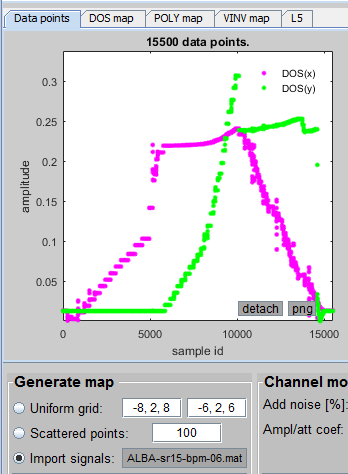 Data points DOS map POLY map VINV map L5
15500 data points.
DOS(x)
DOS(y)
0.3
0.25
0.2
0.15
0.1
0.05
amplitude
0 5000 10000 15000
sample id
detach png
Generate map
Uniform grid: -8, 2, 8 -6, 2, 6
Scattered points: 100
Import signals: ALBA-sr15-bpm-06.mat
Channel mo
Add noise [%]:
Ampl/att coef: